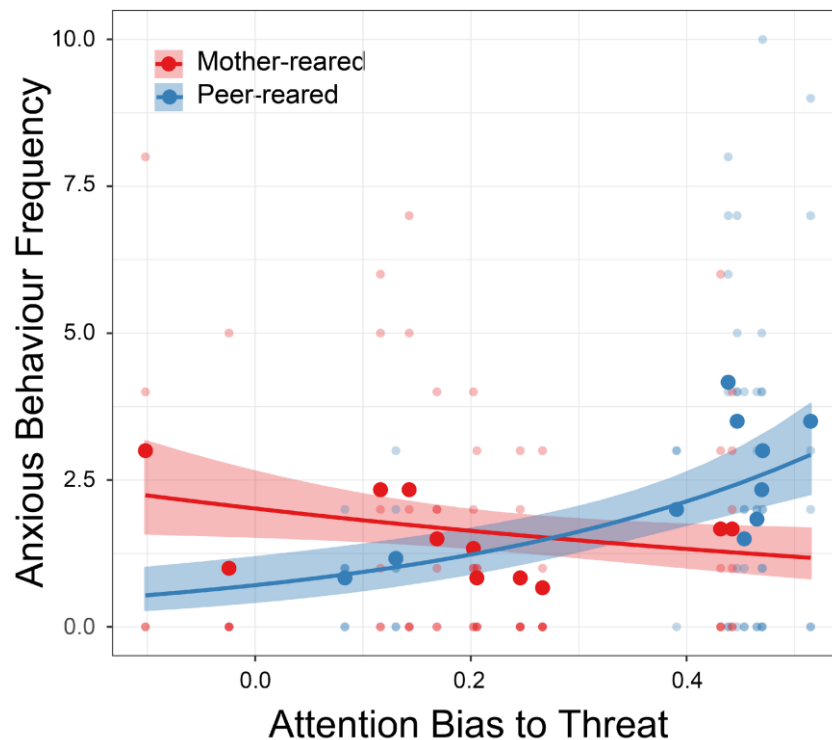 10.0
7.5
5.0
2.5
0.0
Anxious Behaviour Frequency
Mother-reared
Peer-reared
0.0 0.2 0.4
Attention Bias to Threat